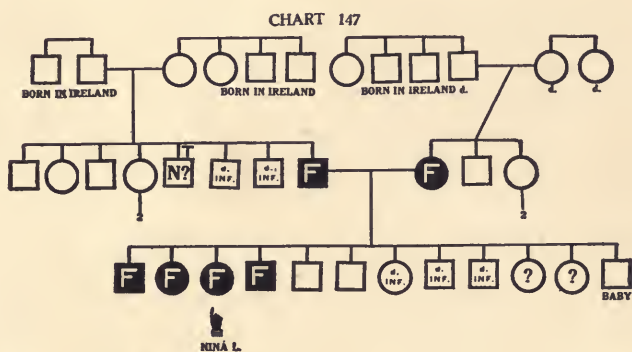 CHART 147
BORN IN IRELAND BORN IN IRELAND BORN IN IRELAND d. d. d.
N? T d. INF. d. INF. F F
2 2
F F F F d. INF. d. INF. d. INF. ? ? BABY
NINA L.